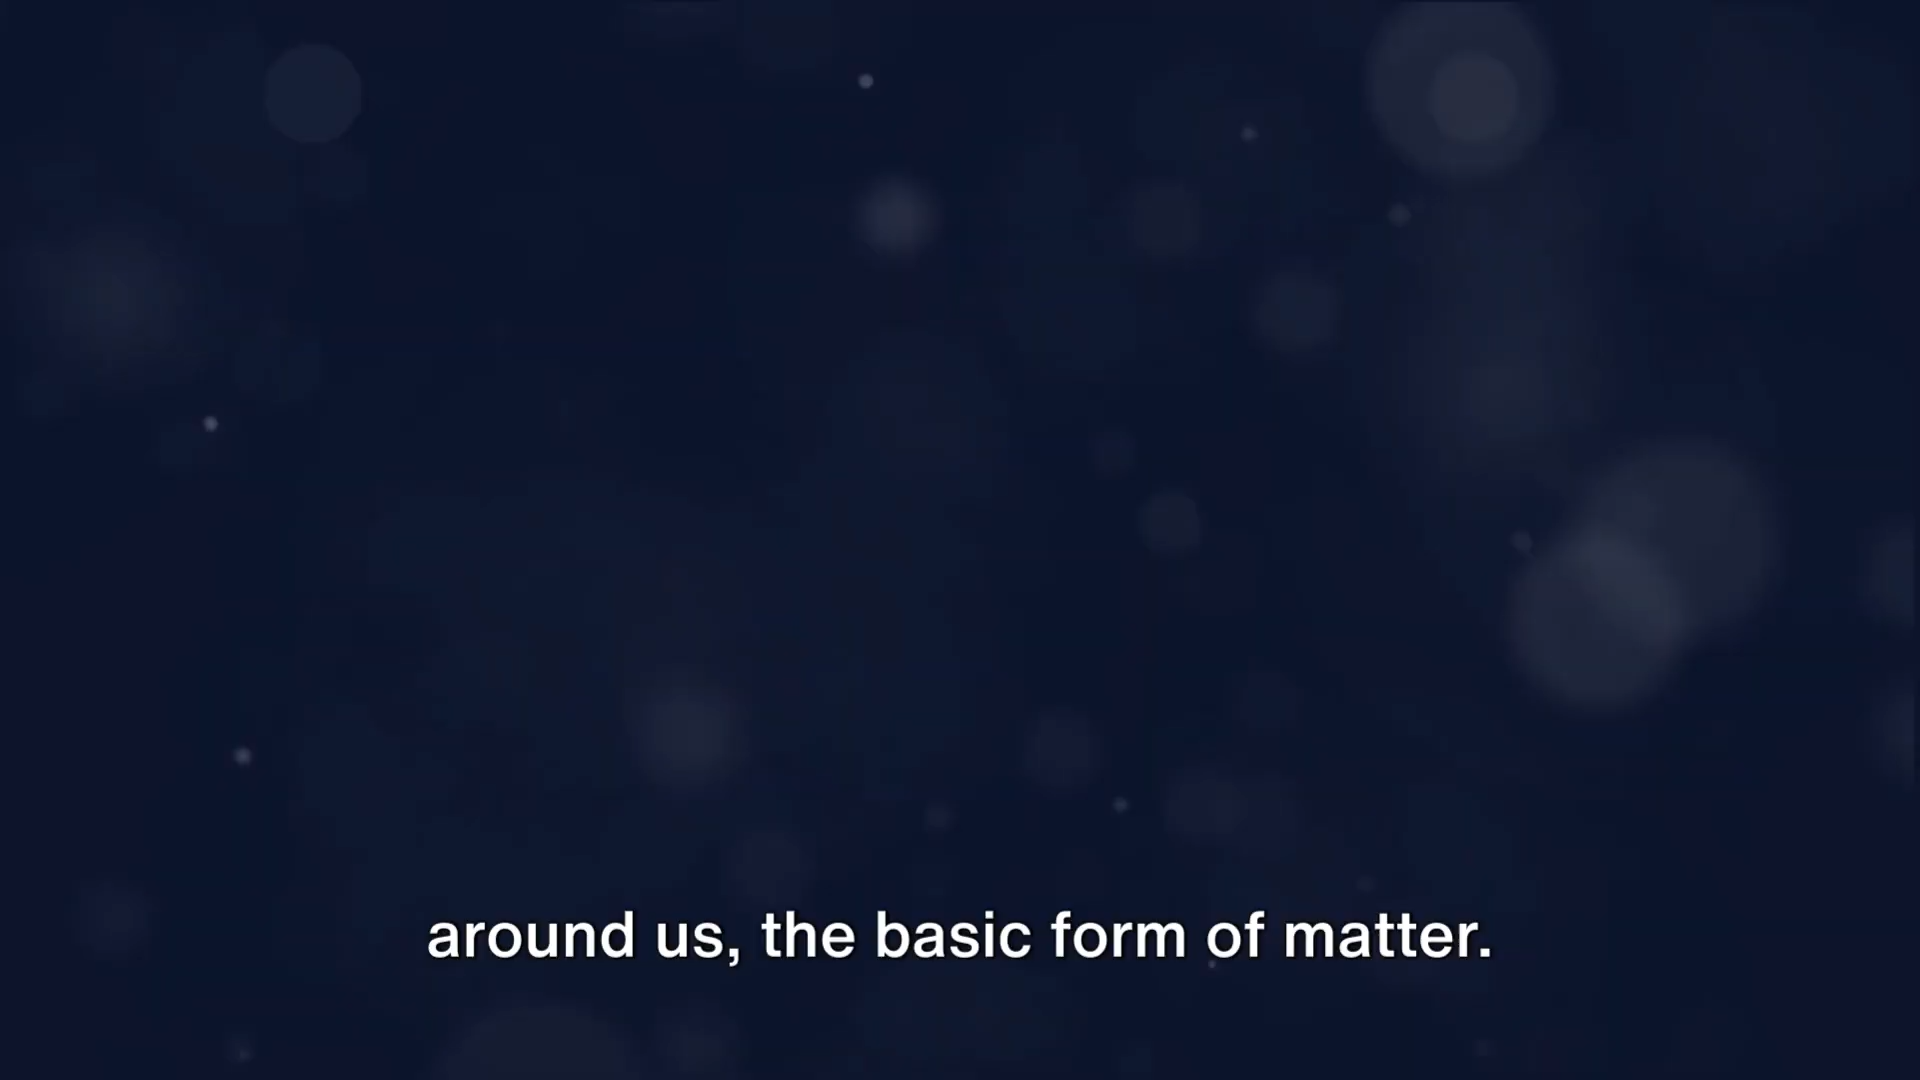 around us, the basic form of matter.